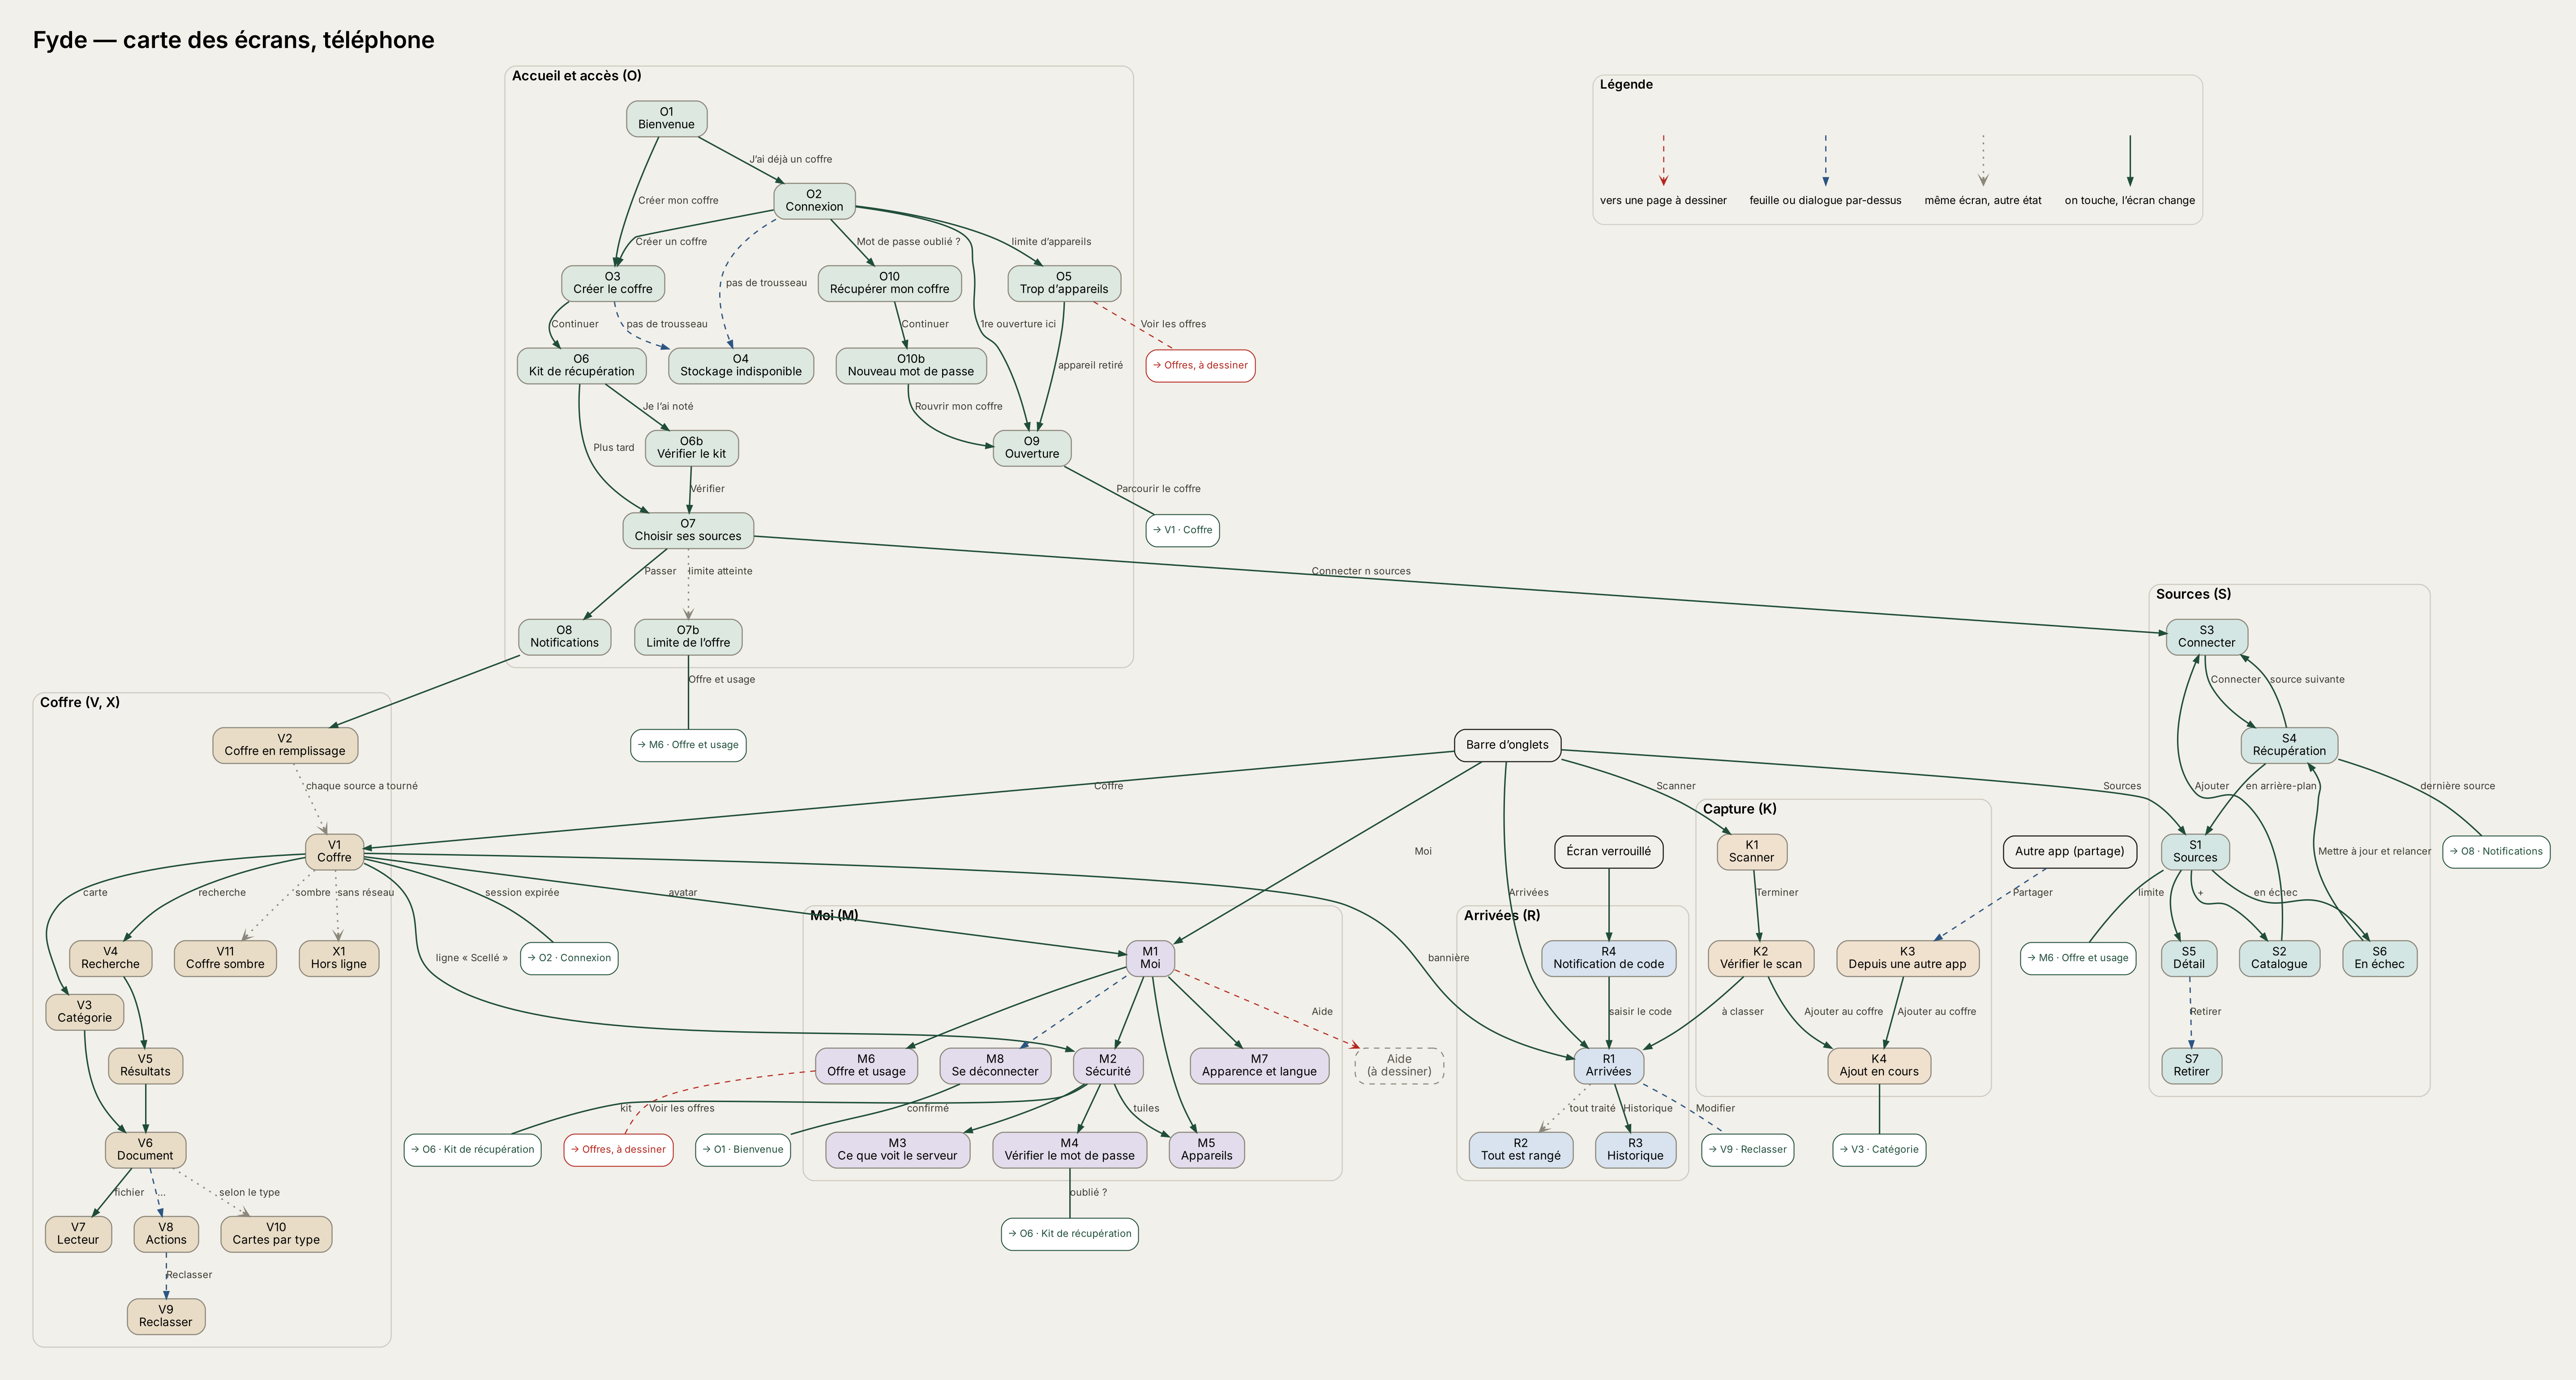 Fyde — carte des écrans, téléphone
Accueil et accès (O)
O1
Bienvenue
J'ai déjà un coffre
Créer mon coffre
O2
Connexion
Créer un coffre
Mot de passe oublié ?
limite d'appareils
pas de trousseau
O3
Créer le coffre
O10
Récupérer mon coffre
O5
Trop d'appareils
Continuer
pas de trousseau
Continuer
1re ouverture ici
Voir les offres
O6
Kit de récupération
O4
Stockage indisponible
O10b
Nouveau mot de passe
appareil retiré
→ Offres, à dessiner
Je l'ai noté
Rouvrir mon coffre
Plus tard
O6b
Vérifier le kit
O9
Ouverture
Vérifier
Parcourir le coffre
O7
Choisir ses sources
→ V1 · Coffre
Passer
limite atteinte
Connecter n sources
O8
Notifications
O7b
Limite de l'offre
Offre et usage
→ M6 · Offre et usage
Légende
vers une page à dessiner
feuille ou dialogue par-dessus
même écran, autre état
on touche, l'écran change
Sources (S)
S3
Connecter
Connecter
source suivante
S4
Récupération
Ajouter
en arrière-plan
dernière source
S1
Sources
Mettre à jour et relancer
→ O8 · Notifications
limite
+
en échec
→ M6 · Offre et usage
S5
Détail
S2
Catalogue
S6
En échec
Retirer
S7
Retirer
Coffre (V, X)
V2
Coffre en remplissage
chaque source a tourné
V1
Coffre
carte
recherche
sombre
sans réseau
session expirée
avatar
V4
Recherche
V11
Coffre sombre
X1
Hors ligne
ligne « Scellé »
→ O2 · Connexion
V3
Catégorie
V5
Résultats
V6
Document
fichier
...
selon le type
V7
Lecteur
V8
Actions
V10
Cartes par type
Reclasser
V9
Reclasser
Barre d'onglets
Coffre
Moi
Arrivées
Scanner
Sources
Moi (M)
M1
Moi
bannière
Aide
M6
Offre et usage
M8
Se déconnecter
M2
Sécurité
M7
Apparence et langue
Aide
(à dessiner)
kit
Voir les offres
confirmé
tuiles
→ O6 · Kit de récupération
→ Offres, à dessiner
→ O1 · Bienvenue
M3
Ce que voit le serveur
M4
Vérifier le mot de passe
M5
Appareils
oublié ?
→ O6 · Kit de récupération
Écran verrouillé
Arrivées (R)
R4
Notification de code
saisir le code
R1
Arrivées
tout traité
Historique
Modifier
R2
Tout est rangé
R3
Historique
→ V9 · Reclasser
Capture (K)
K1
Scanner
Terminer
Autre app (partage)
Partager
K2
Vérifier le scan
K3
Depuis une autre app
à classer
Ajouter au coffre
Ajouter au coffre
K4
Ajout en cours
→ V3 · Catégorie